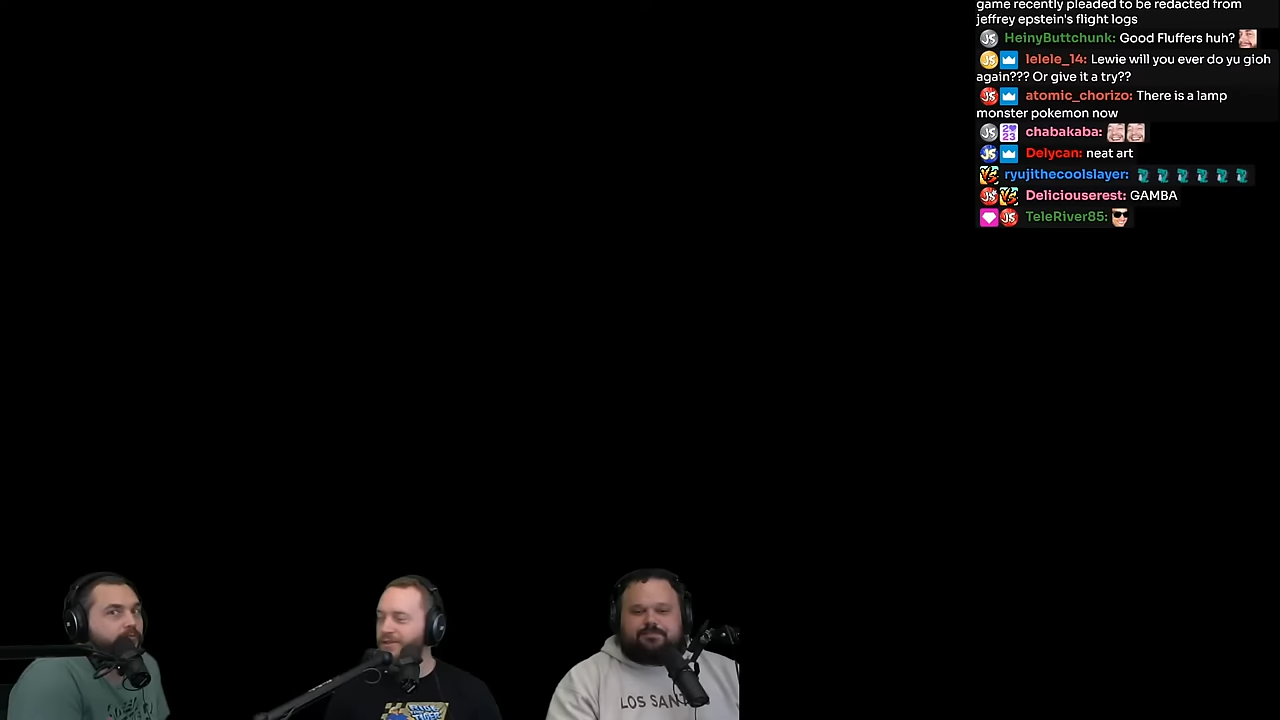 game recently pleaded to be redacted from
jeffrey epstein's flight logs
HeinyButtchunk: Good Fluffers huh?
lelele_14: Lewie will you ever do yu gioh
again??? Or give it a try??
atomic_chorizo: There is a lamp
monster pokemon now
chabakaba:
Delycan: neat art
ryujithecoolslayer:
Deliciouserest: GAMBA
TeleRiver85:
LOS SANT